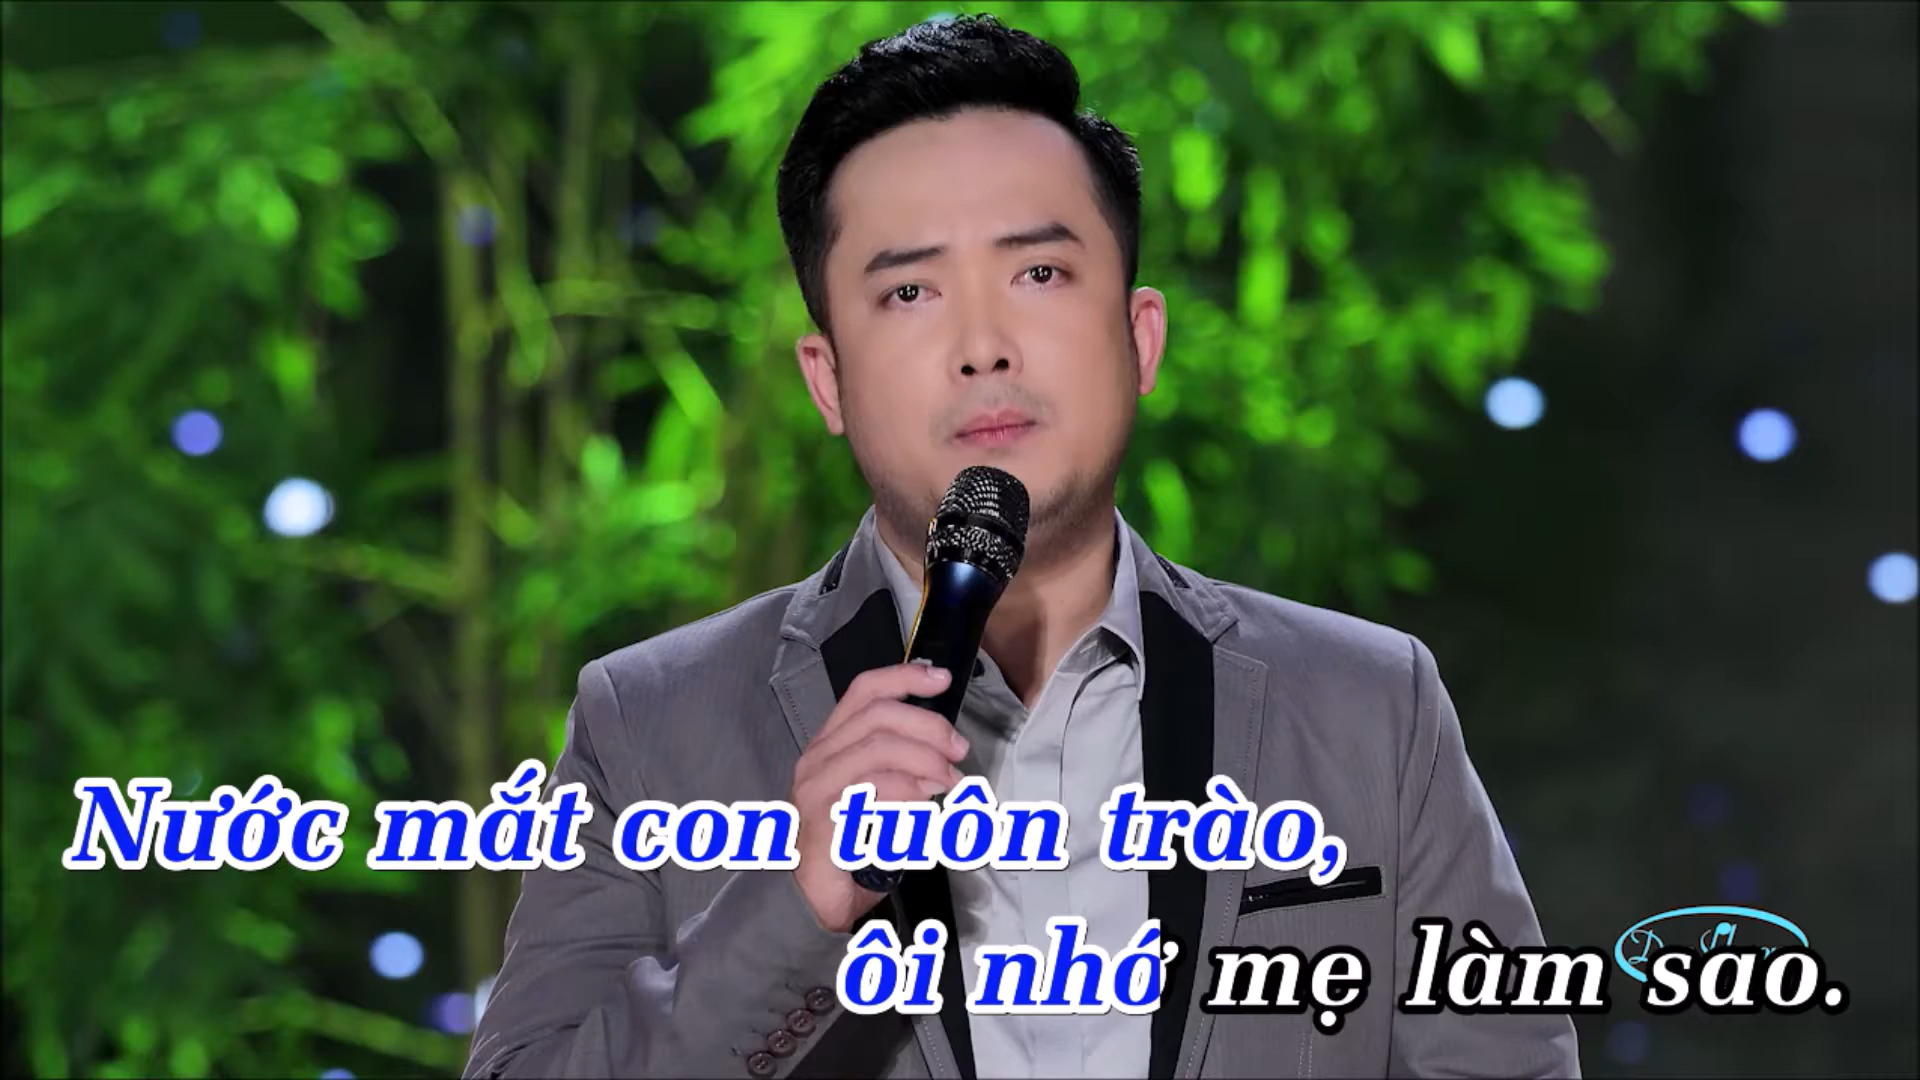 Nước mắt con tuôn trào,
ôi nhớ mẹ làm sao.